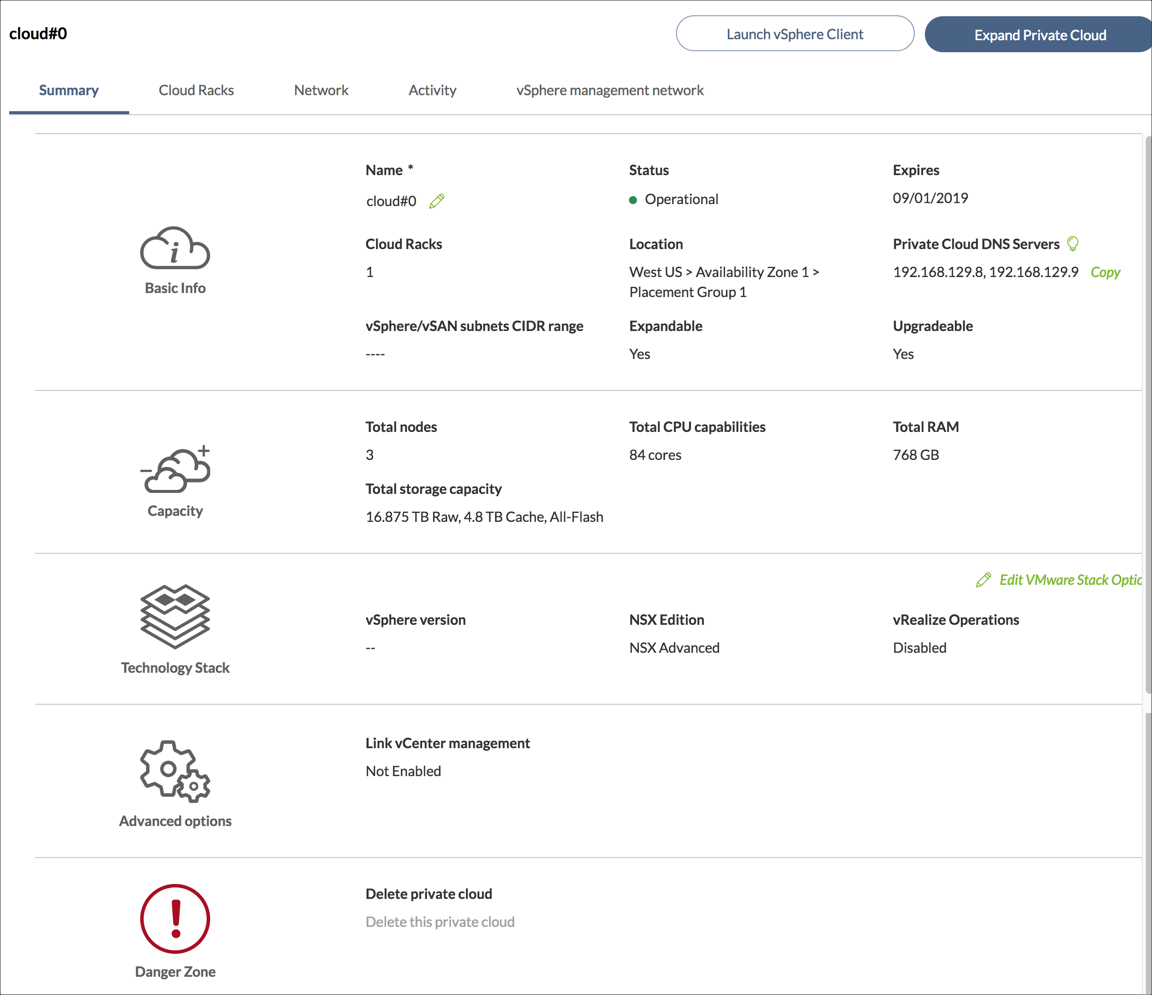 cloud#0
Launch vSphere Client
Expand Private Cloud
Summary
Cloud Racks
Network
Activity
vSphere management network
Basic Info
Name *
cloud#0
Status
Operational
Expires
09/01/2019
Cloud Racks
1
Location
West US > Availability Zone 1 >
Placement Group 1
Private Cloud DNS Servers
192.168.129.8, 192.168.129.9
Copy
vSphere/vSAN subnets CIDR range
----
Expandable
Yes
Upgradeable
Yes
Capacity
Total nodes
3
Total CPU capabilities
84 cores
Total RAM
768 GB
Total storage capacity
16.875 TB Raw, 4.8 TB Cache, All-Flash
Technology Stack
Edit VMware Stack Optic
vSphere version
--
NSX Edition
NSX Advanced
vRealize Operations
Disabled
Advanced options
Link vCenter management
Not Enabled
Danger Zone
Delete private cloud
Delete this private cloud